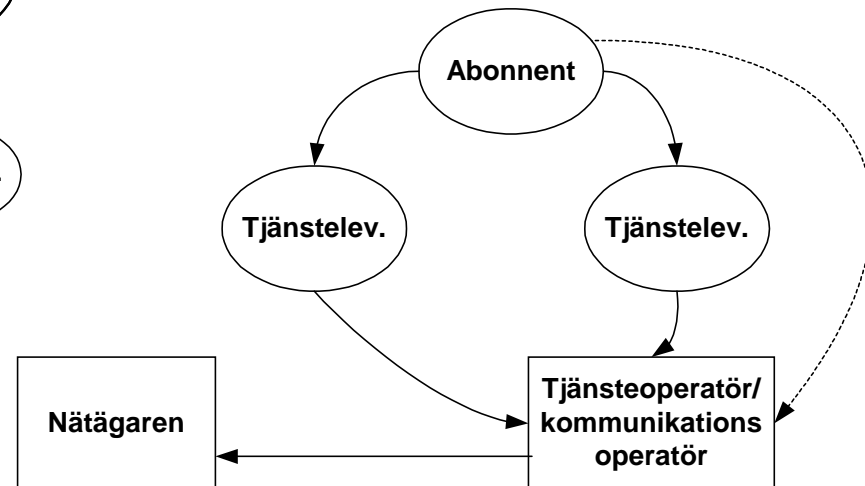 Abonnent
Tjänstelev.
Tjänstelev.
Nätägaren
Tjänsteoperatör/
kommunikations
operatör